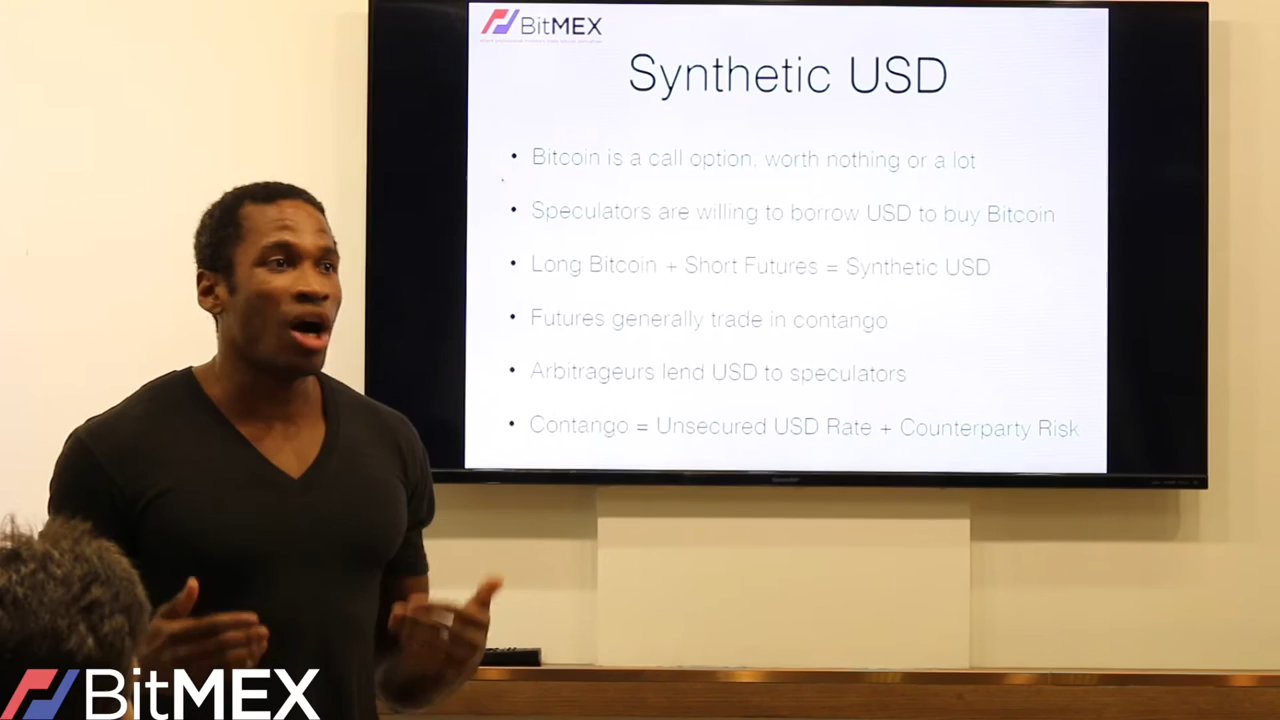 BitMEX
Synthetic USD
• Bitcoin is a call option, worth nothing or a lot
• Speculators are willing to borrow USD to buy Bitcoin
• Long Bitcoin + Short Futures = Synthetic USD
• Futures generally trade in contango
• Arbitrageurs lend USD to speculators
• Contango = Unsecured USD Rate + Counterparty Risk
BitMEX